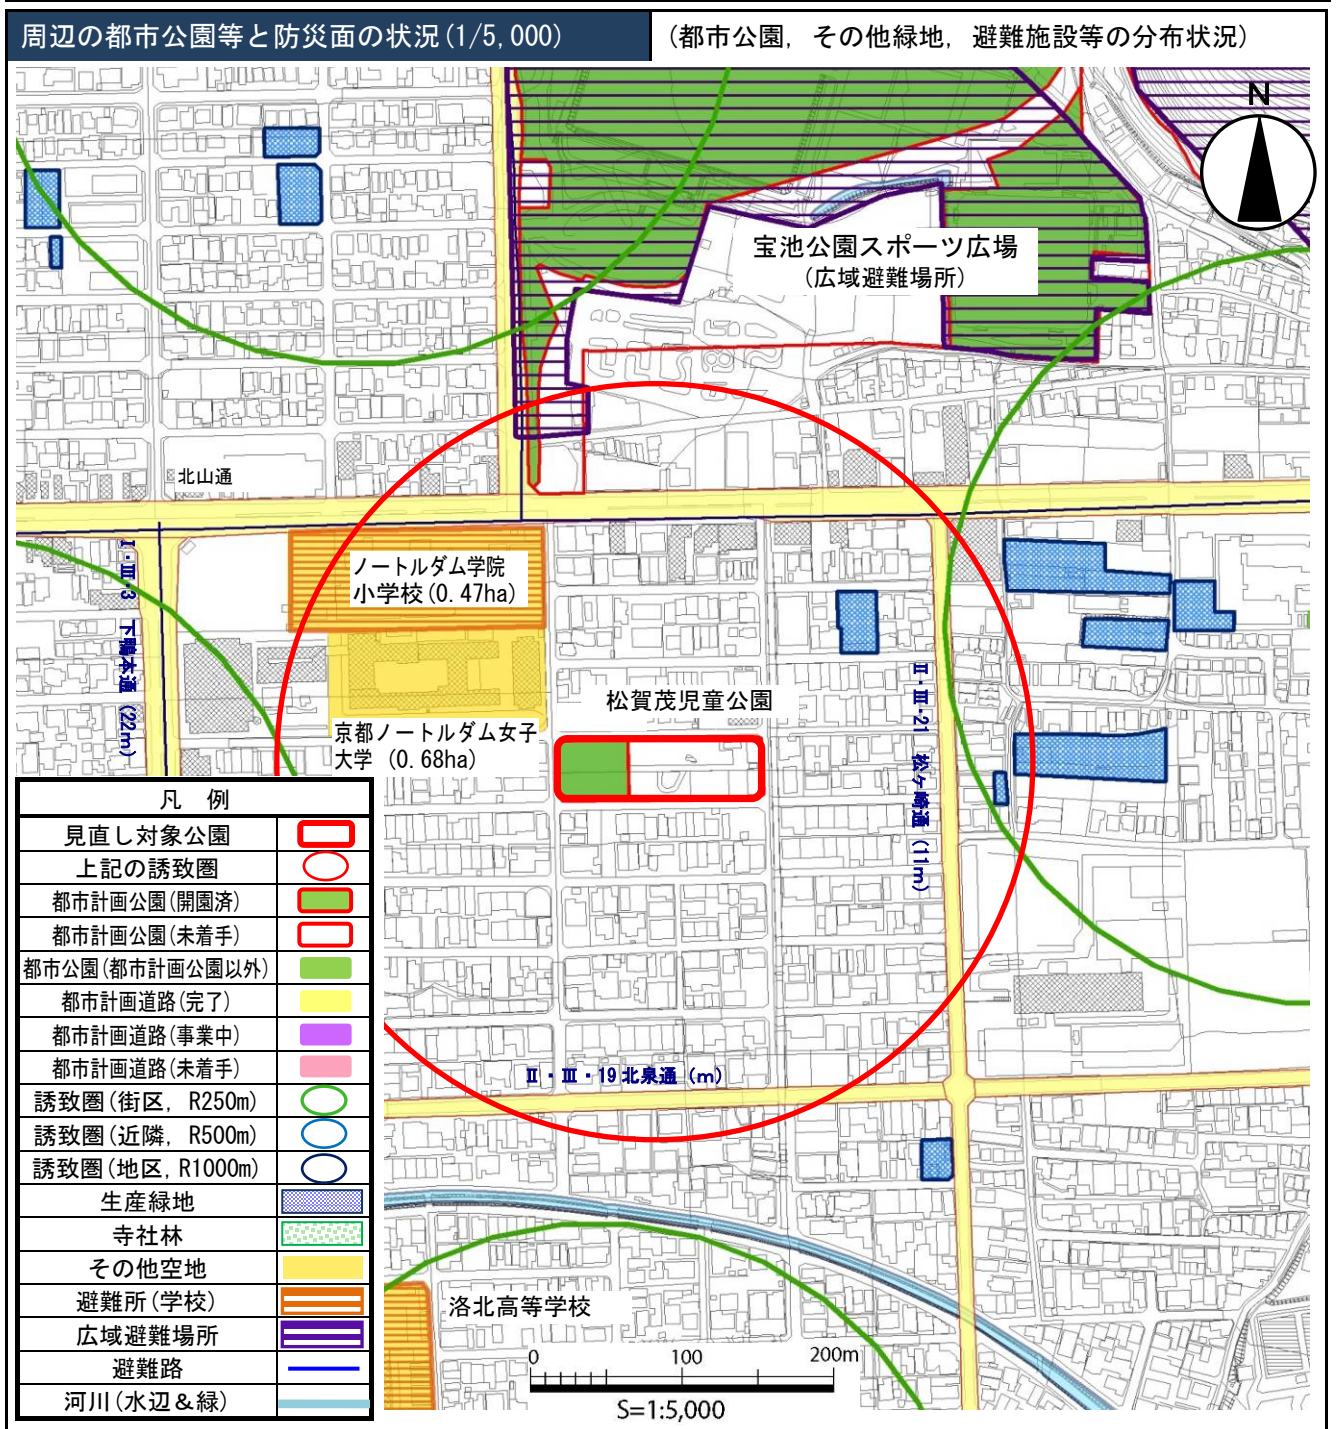 周辺の都市公園等と防災面の状況(1/5,000)
(都市公園, その他緑地, 避難施設等の分布状況)
N
宝池公園スポーツ広場
(広域避難場所)
北山通
ノートルダム学院
小学校(0.47ha)
Ⅰ・Ⅲ・3 下鴨本通 (22m)
松賀茂児童公園
Ⅱ・Ⅲ・21 松ケ崎通 (11m)
京都ノートルダム女子
大学 (0.68ha)
凡 例
見直し対象公園
上記の誘致圏
都市計画公園(開園済)
都市計画公園(未着手)
都市公園(都市計画公園以外)
都市計画道路(完了)
都市計画道路(事業中)
都市計画道路(未着手)
誘致圏(街区, R250m)
誘致圏(近隣, R500m)
誘致圏(地区, R1000m)
生産緑地
寺社林
その他空地
避難所(学校)
広域避難場所
避難路
河川(水辺&緑)
Ⅱ・Ⅲ・19 北泉通 (m)
洛北高等学校
0 100 200m
S=1:5,000